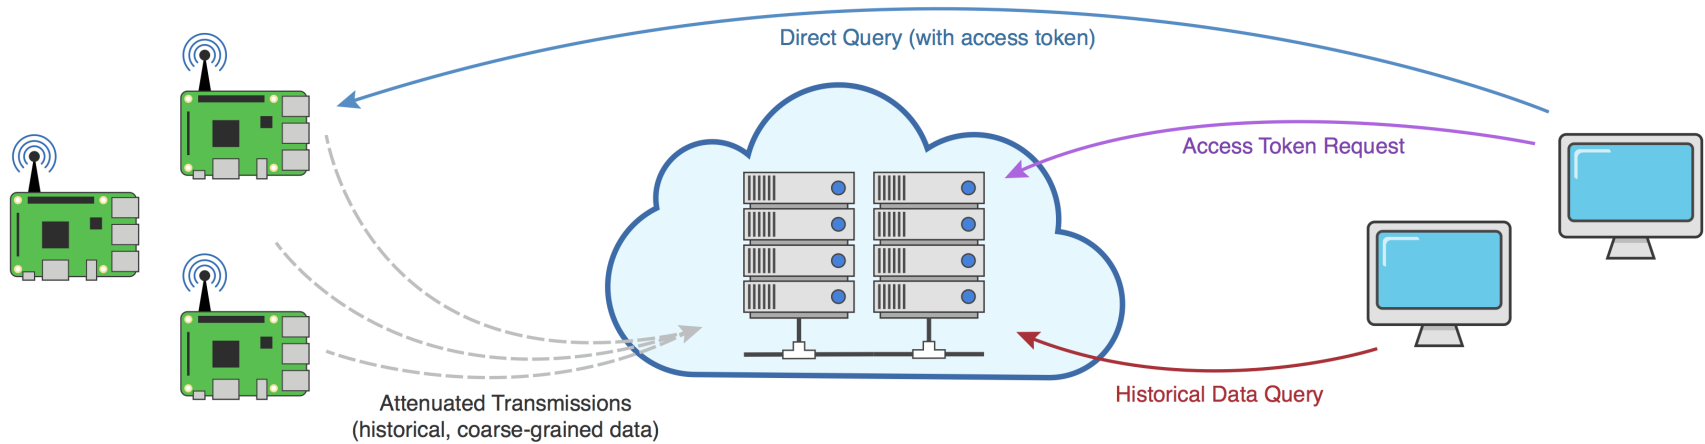 Direct Query (with access token)
Access Token Request
Historical Data Query
Attenuated Transmissions
(historical, coarse-grained data)